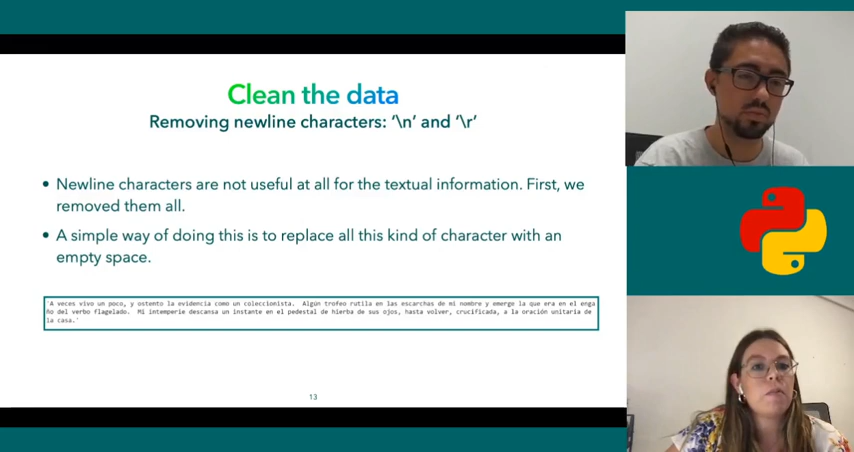 Clean the data
Removing newline characters: ‘\n’ and ‘\r’
• Newline characters are not useful at all for the textual information. First, we
removed them all.
• A simple way of doing this is to replace all this kind of character with an
empty space.
'A veces vivo un poco, y ostento la evidencia como un coleccionista.  Algún trofeo rutila en las escarchas de mi nombre y emerge la que era en el enga
ño del verbo flagelado.  Mi intemperie descansa un instante en el pedestal de hierba de sus ojos, hasta volver, crucificada, a la oración unitaria de
la casa.'
13